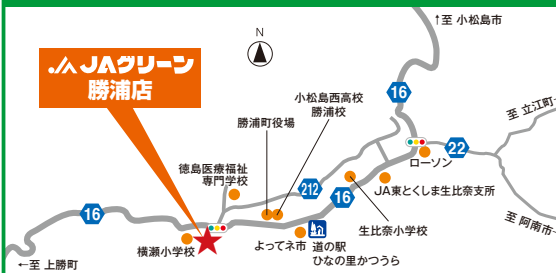 ↑至 小松島市
N
JAグリーン
勝浦店
小松島西高校
勝浦校
勝浦町役場
16
至 立江町→
22
ローソン
徳島医療福祉
専門学校
212
16
JA東とくしま生比奈支所
16
生比奈小学校
至 阿南市→
横瀬小学校
よってネ市
道の駅
ひなの里かつうら
←至 上勝町